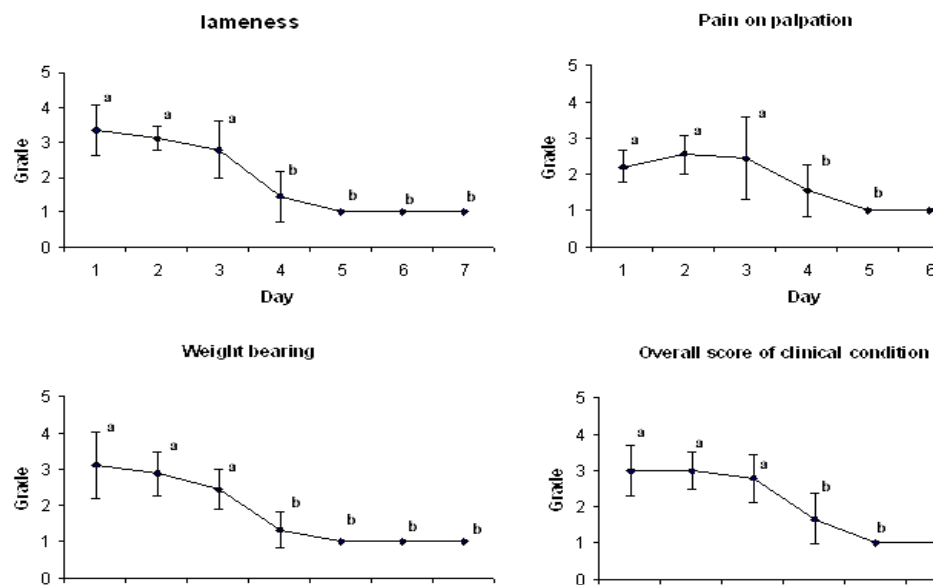 lameness
5
4
3
2
1
0
Grade
a
a
a
b
b
b
b
1 2 3 4 5 6 7
Day
Pain on palpation
5
4
3
2
1
0
Grade
a
a
a
b
b
1 2 3 4 5 6
Day
Weight bearing
5
4
3
2
1
0
Grade
a
a
a
b
b
b
b
Overall score of clinical condition
5
4
3
2
1
0
Grade
a
a
a
b
b